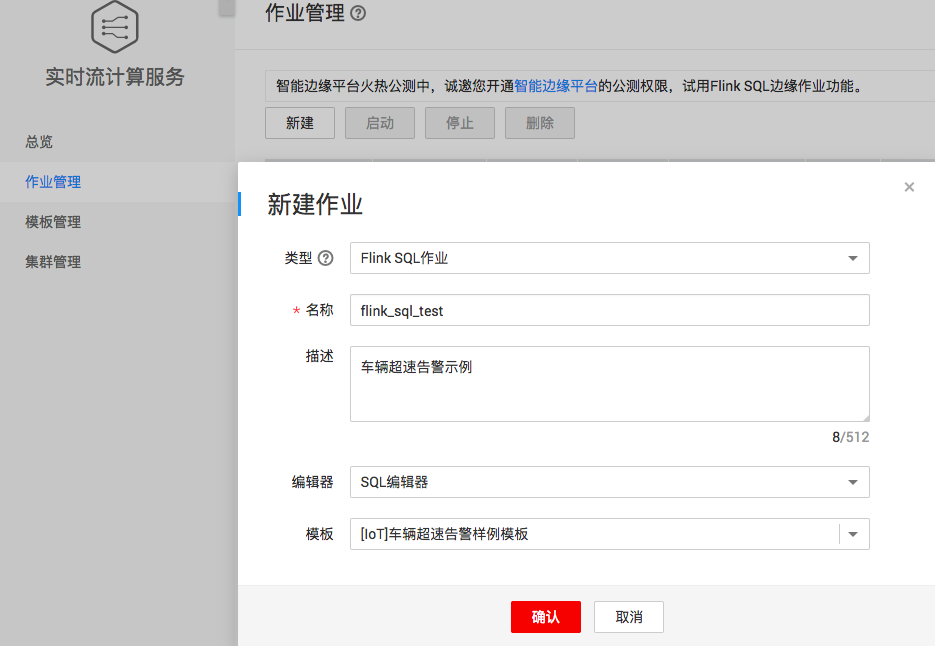 作业管理 ?
实时流计算服务
总览
作业管理
模板管理
集群管理
智能边缘平台火热公测中，诚邀您开通智能边缘平台的公测权限，试用Flink SQL边缘作业功能。
新建 启动 停止 删除
新建作业 ×
类型 ? Flink SQL作业
* 名称 flink_sql_test
描述 车辆超速告警示例
8/512
编辑器 SQL编辑器
模板 [IoT]车辆超速告警样例模板
确认 取消